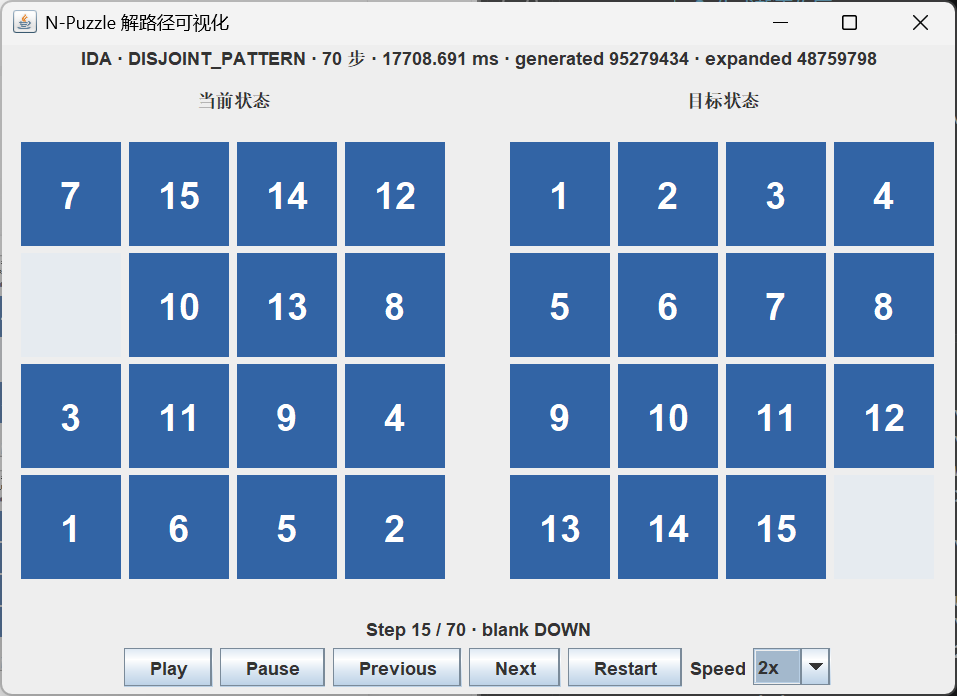 N-Puzzle 解路径可视化
IDA · DISJOINT_PATTERN · 70 步 · 17708.691 ms · generated 95279434 · expanded 48759798
当前状态 目标状态
7 15 14 12 1 2 3 4
10 13 8 5 6 7 8
3 11 9 4 9 10 11 12
1 6 5 2 13 14 15
Step 15 / 70 · blank DOWN
Play Pause Previous Next Restart Speed 2x